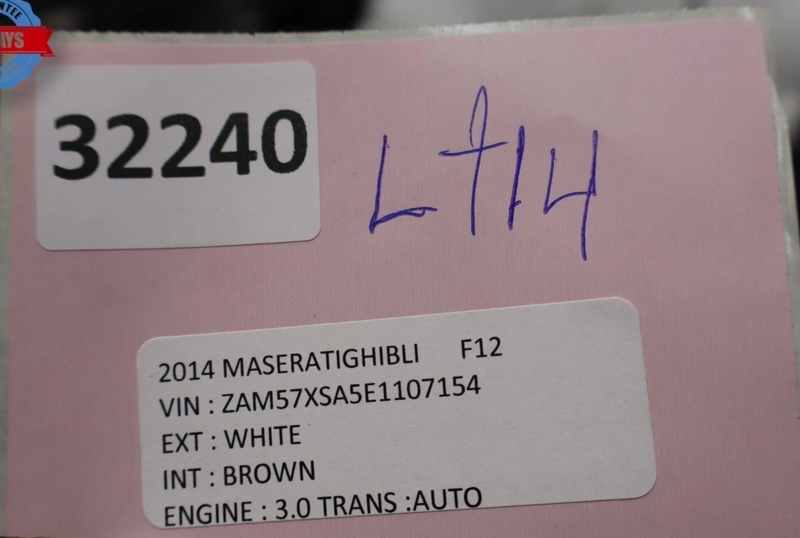 32240
L714
2014 MASERATIGHIBLI F12
VIN : ZAM57XSA5E1107154
EXT : WHITE
INT : BROWN
ENGINE : 3.0 TRANS :AUTO